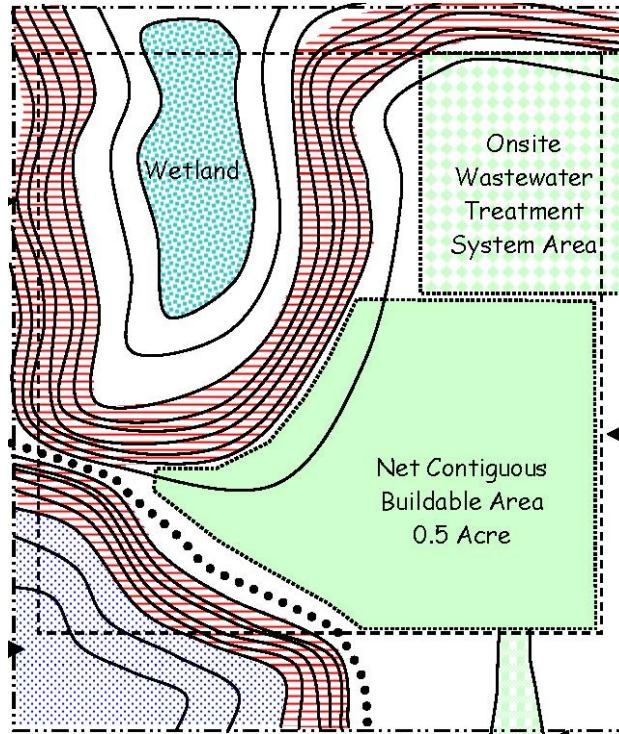 Wetland
Onsite
Wastewater
Treatment
System Area
Net Contiguous
Buildable Area
0.5 Acre